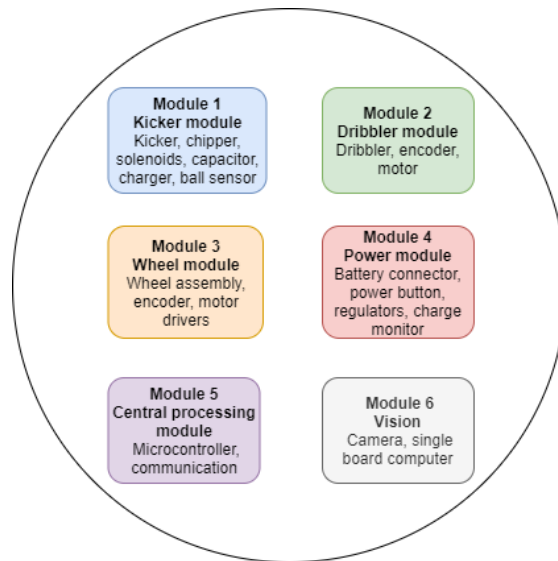 Module 1
Kicker module
Kicker, chipper,
solenoids, capacitor,
charger, ball sensor
Module 2
Dribbler module
Dribbler, encoder,
motor
Module 3
Wheel module
Wheel assembly,
encoder, motor
drivers
Module 4
Power module
Battery connector,
power button,
regulators, charge
monitor
Module 5
Central processing
module
Microcontroller,
communication
Module 6
Vision
Camera, single
board computer